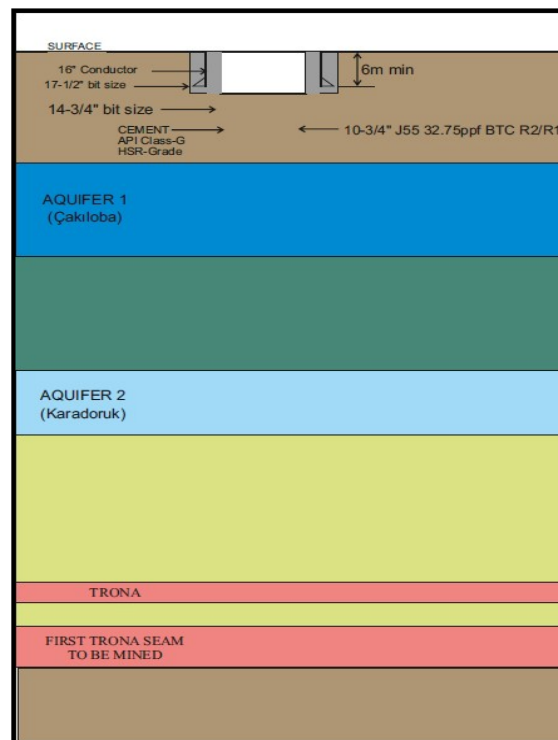 SURFACE
16" Conductor
17-1/2" bit size
6m min
14-3/4" bit size
CEMENT
API Class-G
HSR-Grade
10-3/4" J55 32.75ppf BTC R2/R1
AQUIFER 1
(Çakıloba)
AQUIFER 2
(Karadoruk)
TRONA
FIRST TRONA SEAM
TO BE MINED